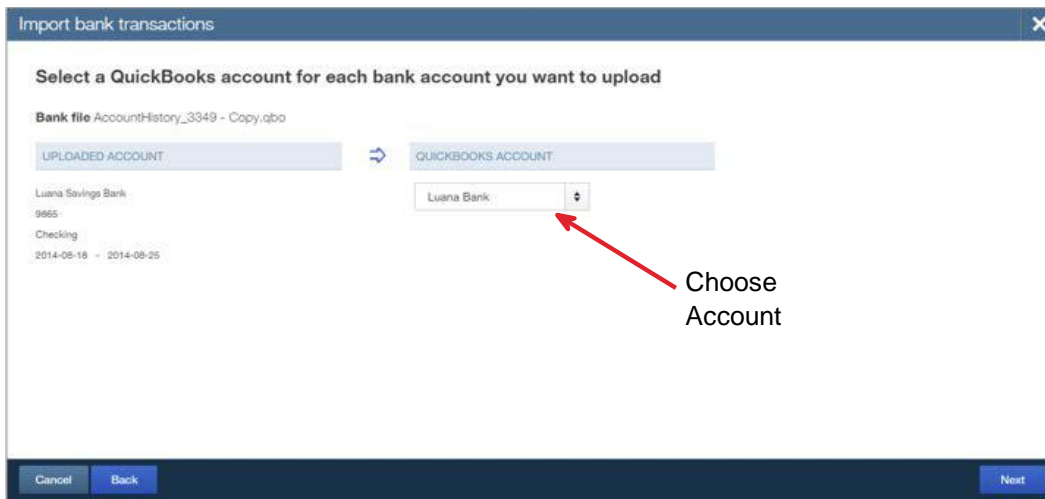 Import bank transactions
Select a QuickBooks account for each bank account you want to upload
Bank file AccountHistory_3349 - Copy.qbo
UPLOADED ACCOUNT
QUICKBOOKS ACCOUNT
Luana Savings Bank
Luana Bank
9865
Checking
2014-08-18 - 2014-08-25
Choose
Account
Cancel
Back
Next